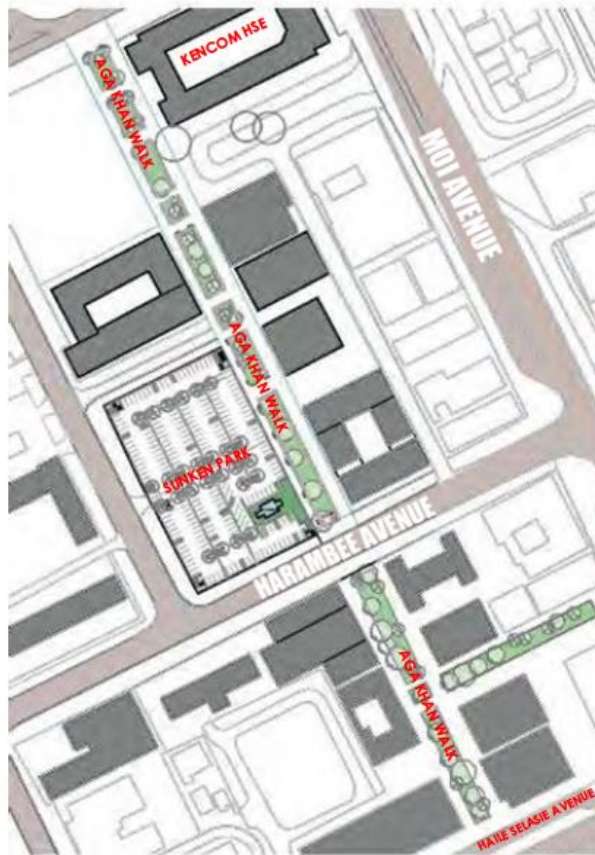 KENCOM HSE
AGA KHAN WALK
MOI AVENUE
AGA KHAN WALK
SUNKEN PARK
HARAMBEE AVENUE
AGA KHAN WALK
HAILE SELASIE AVENUE